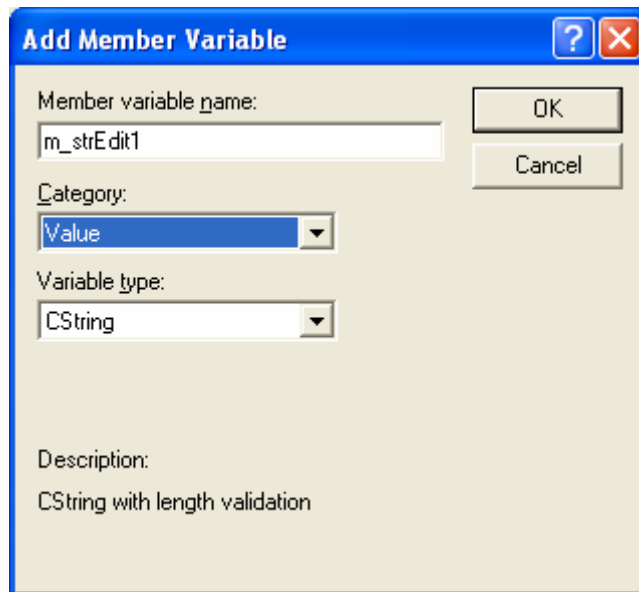 Add Member Variable
?
Member variable name:
OK
m_strEdit1
Cancel
Category:
Value
Variable type:
CString
Description:
CString with length validation